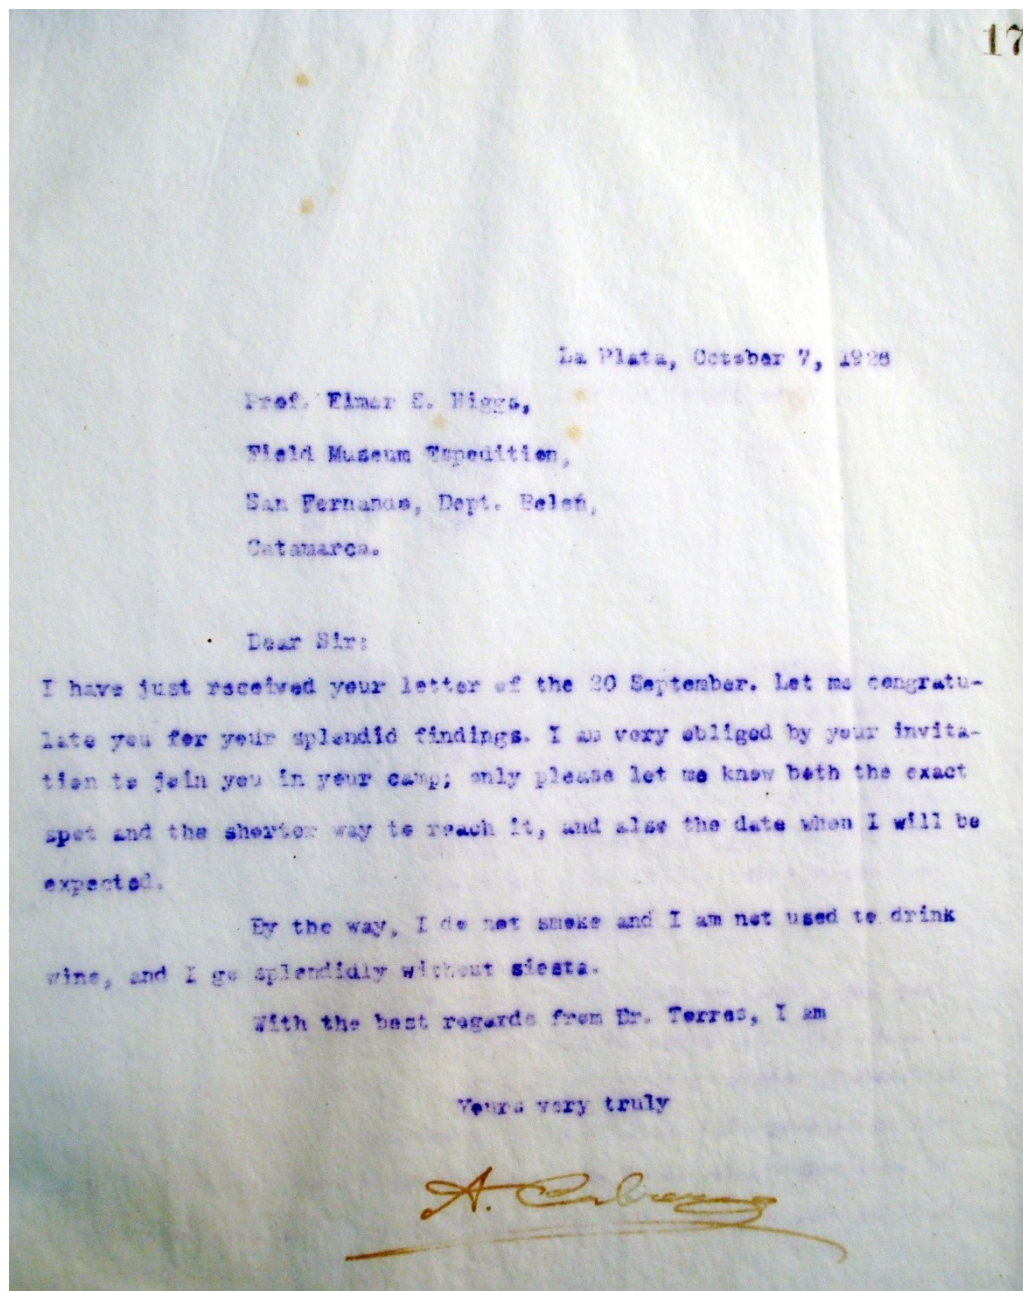 17
La Plata, October 7, 1926
Prof. Elmer S. Riggs,
Field Museum Expedition,
San Fernando, Dept. Belén,
Catamarca.
Dear Sir:
I have just received your letter of the 20 September. Let me congratu-
late you for your splendid findings. I am very obliged by your invita-
tion to join you in your camp; only please let me know both the exact
spot and the shorter way to reach it, and also the date when I will be
expected.
By the way, I do not smoke and I am not used to drink
wine, and I go splendidly without siesta.
With the best regards from Dr. Torres, I am
Yours very truly
A. Cabrera